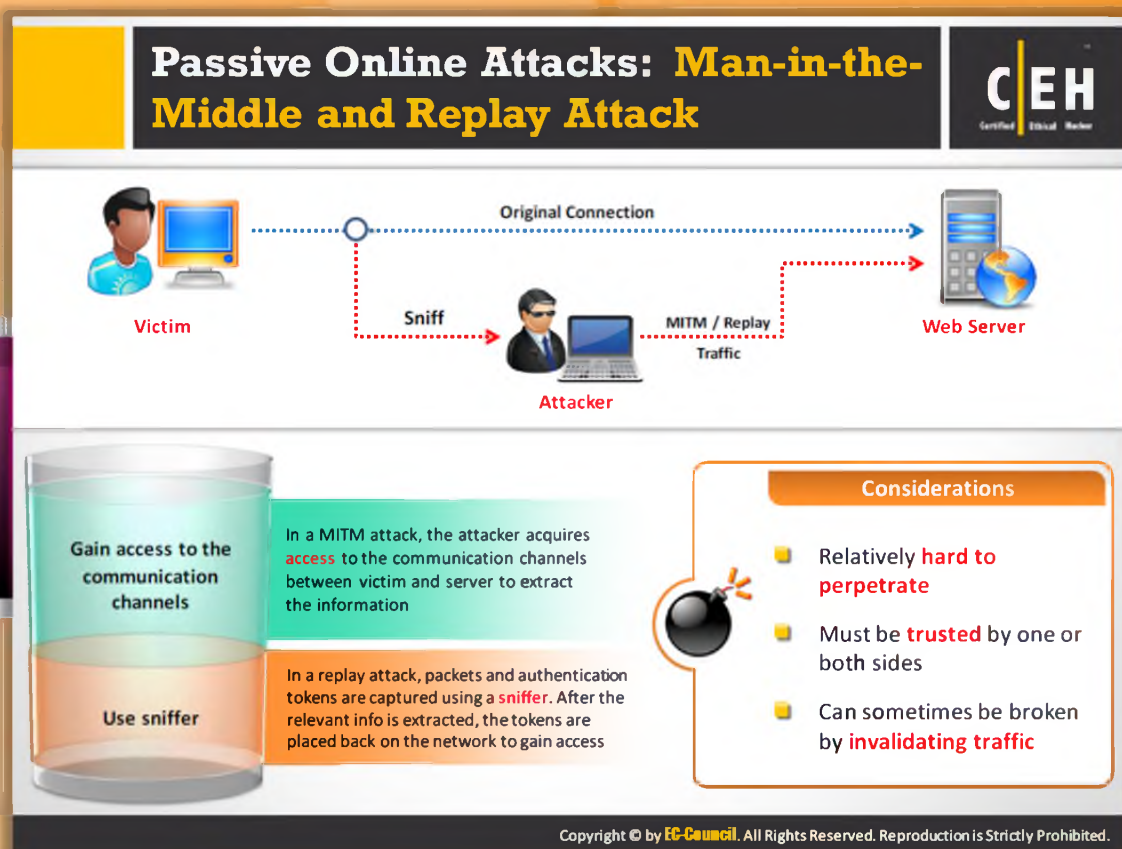 Passive Online Attacks: Man-in-the-
Middle and Replay Attack
CEH
Certified Ethical Hacker
Original Connection
Sniff
MITM / Replay
Traffic
Victim
Web Server
Attacker
Gain access to the
communication
channels
In a MITM attack, the attacker acquires
access to the communication channels
between victim and server to extract
the information
Use sniffer
In a replay attack, packets and authentication
tokens are captured using a sniffer. After the
relevant info is extracted, the tokens are
placed back on the network to gain access
Considerations
Relatively hard to
perpetrate
Must be trusted by one or
both sides
Can sometimes be broken
by invalidating traffic
Copyright © by EC-Council. All Rights Reserved. Reproduction is Strictly Prohibited.